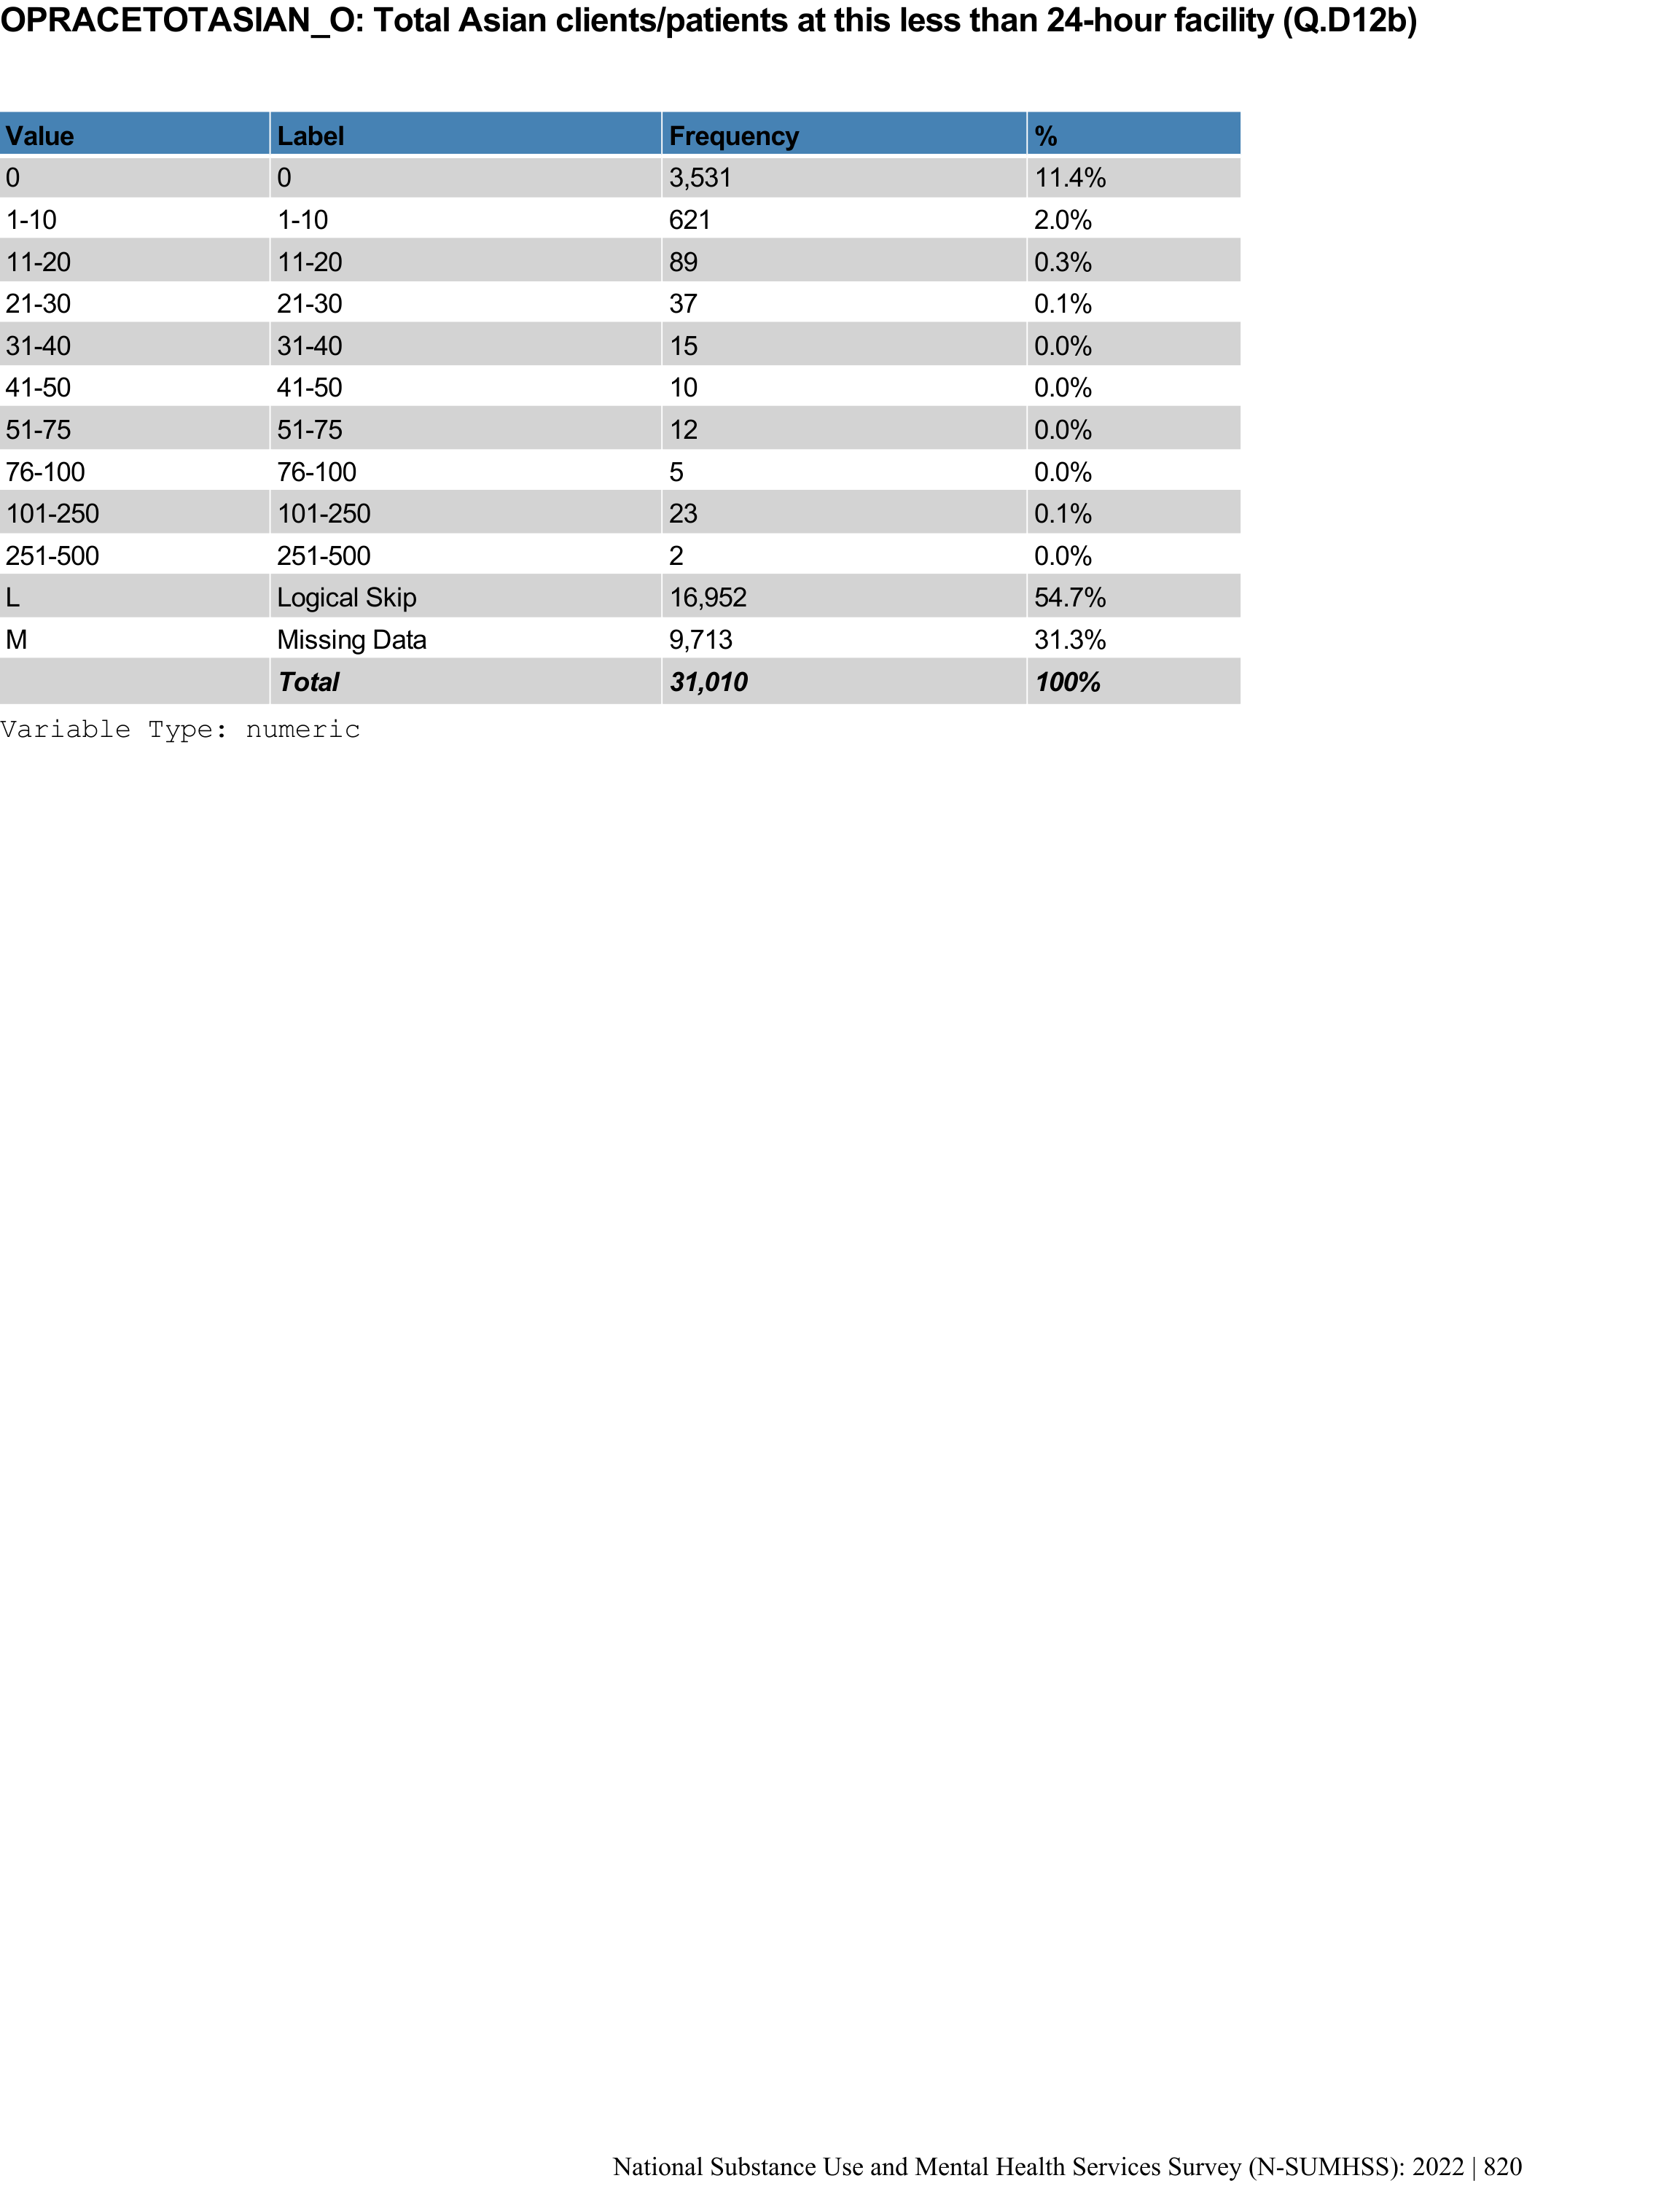 OPRACETOTASIAN_O: Total Asian clients/patients at this less than 24-hour facility (Q.D12b)
Value Label Frequency %
0 0 3,531 11.4%
1-10 1-10 621 2.0%
11-20 11-20 89 0.3%
21-30 21-30 37 0.1%
31-40 31-40 15 0.0%
41-50 41-50 10 0.0%
51-75 51-75 12 0.0%
76-100 76-100 5 0.0%
101-250 101-250 23 0.1%
251-500 251-500 2 0.0%
L Logical Skip 16,952 54.7%
M Missing Data 9,713 31.3%
Total 31,010 100%
Variable Type: numeric
National Substance Use and Mental Health Services Survey (N-SUMHSS): 2022 | 820